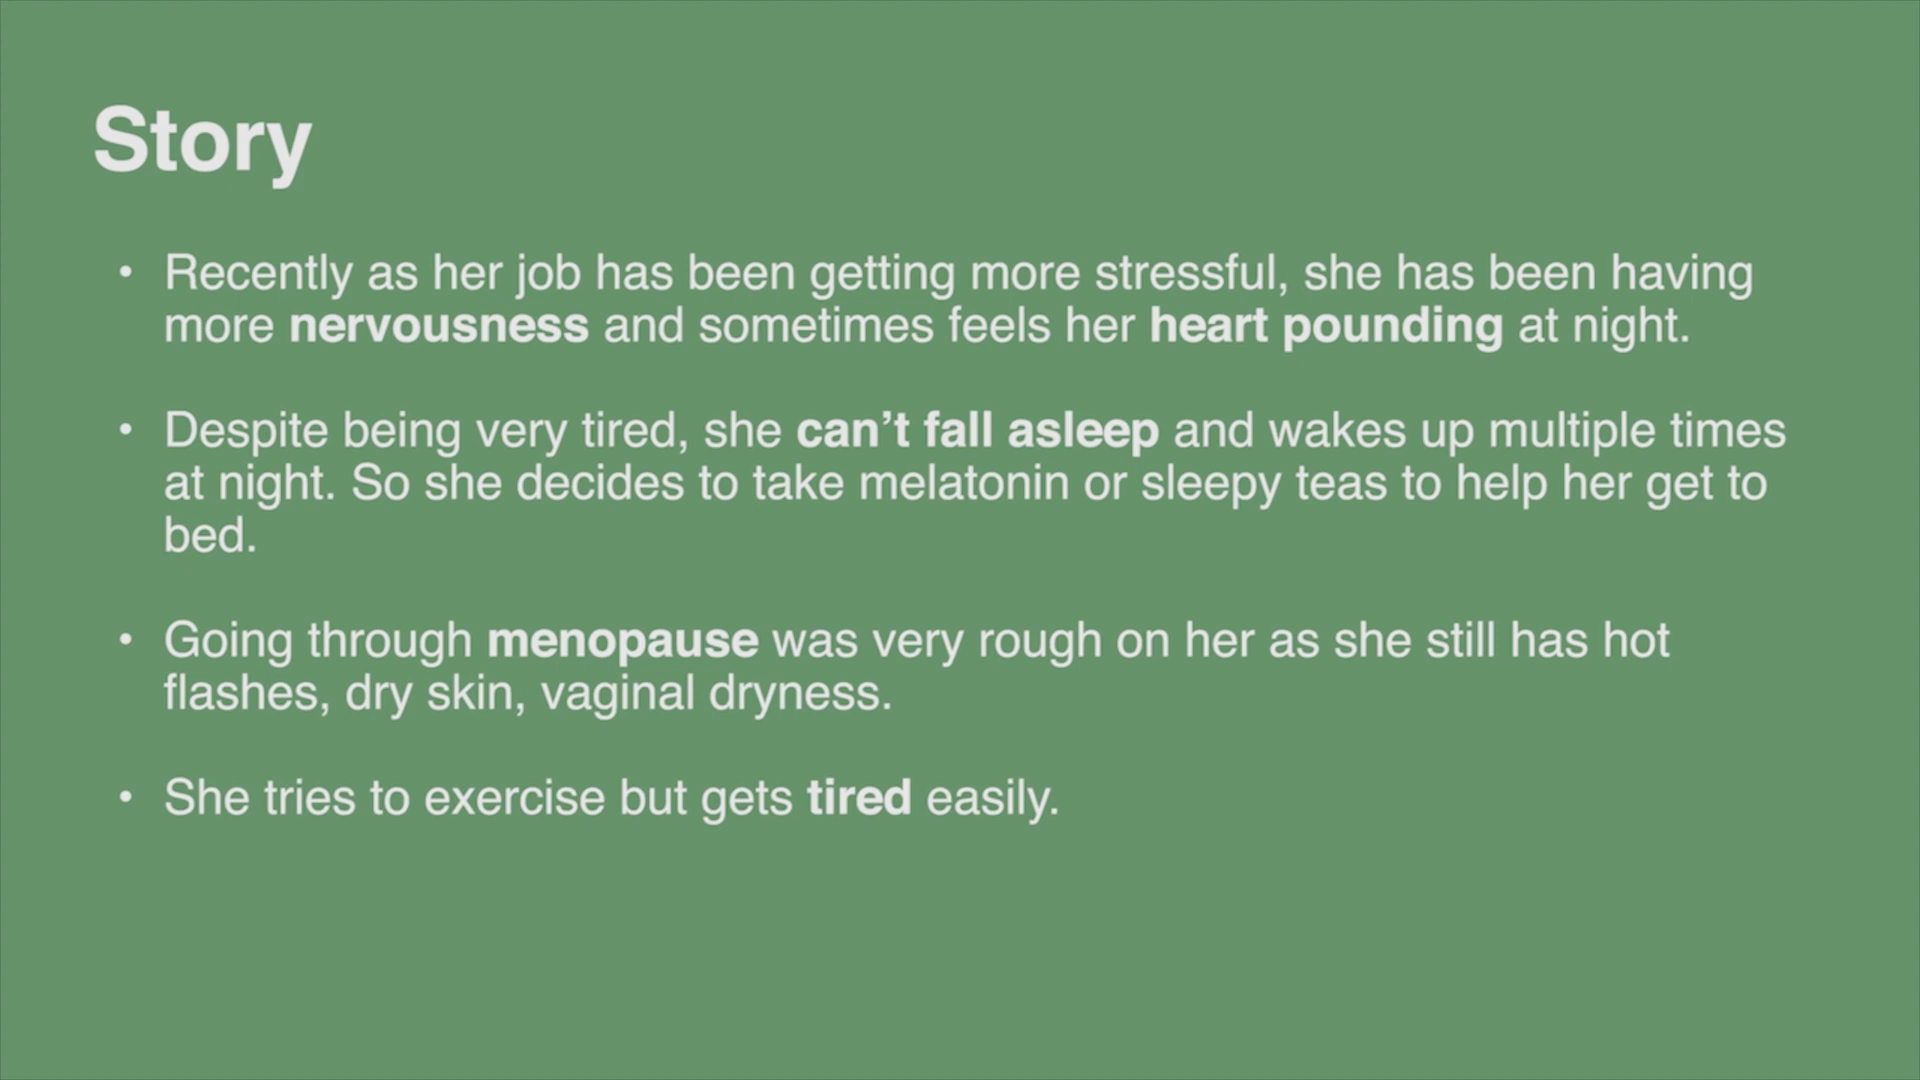 Story
• Recently as her job has been getting more stressful, she has been having
more nervousness and sometimes feels her heart pounding at night.
• Despite being very tired, she can’t fall asleep and wakes up multiple times
at night. So she decides to take melatonin or sleepy teas to help her get to
bed.
• Going through menopause was very rough on her as she still has hot
flashes, dry skin, vaginal dryness.
• She tries to exercise but gets tired easily.